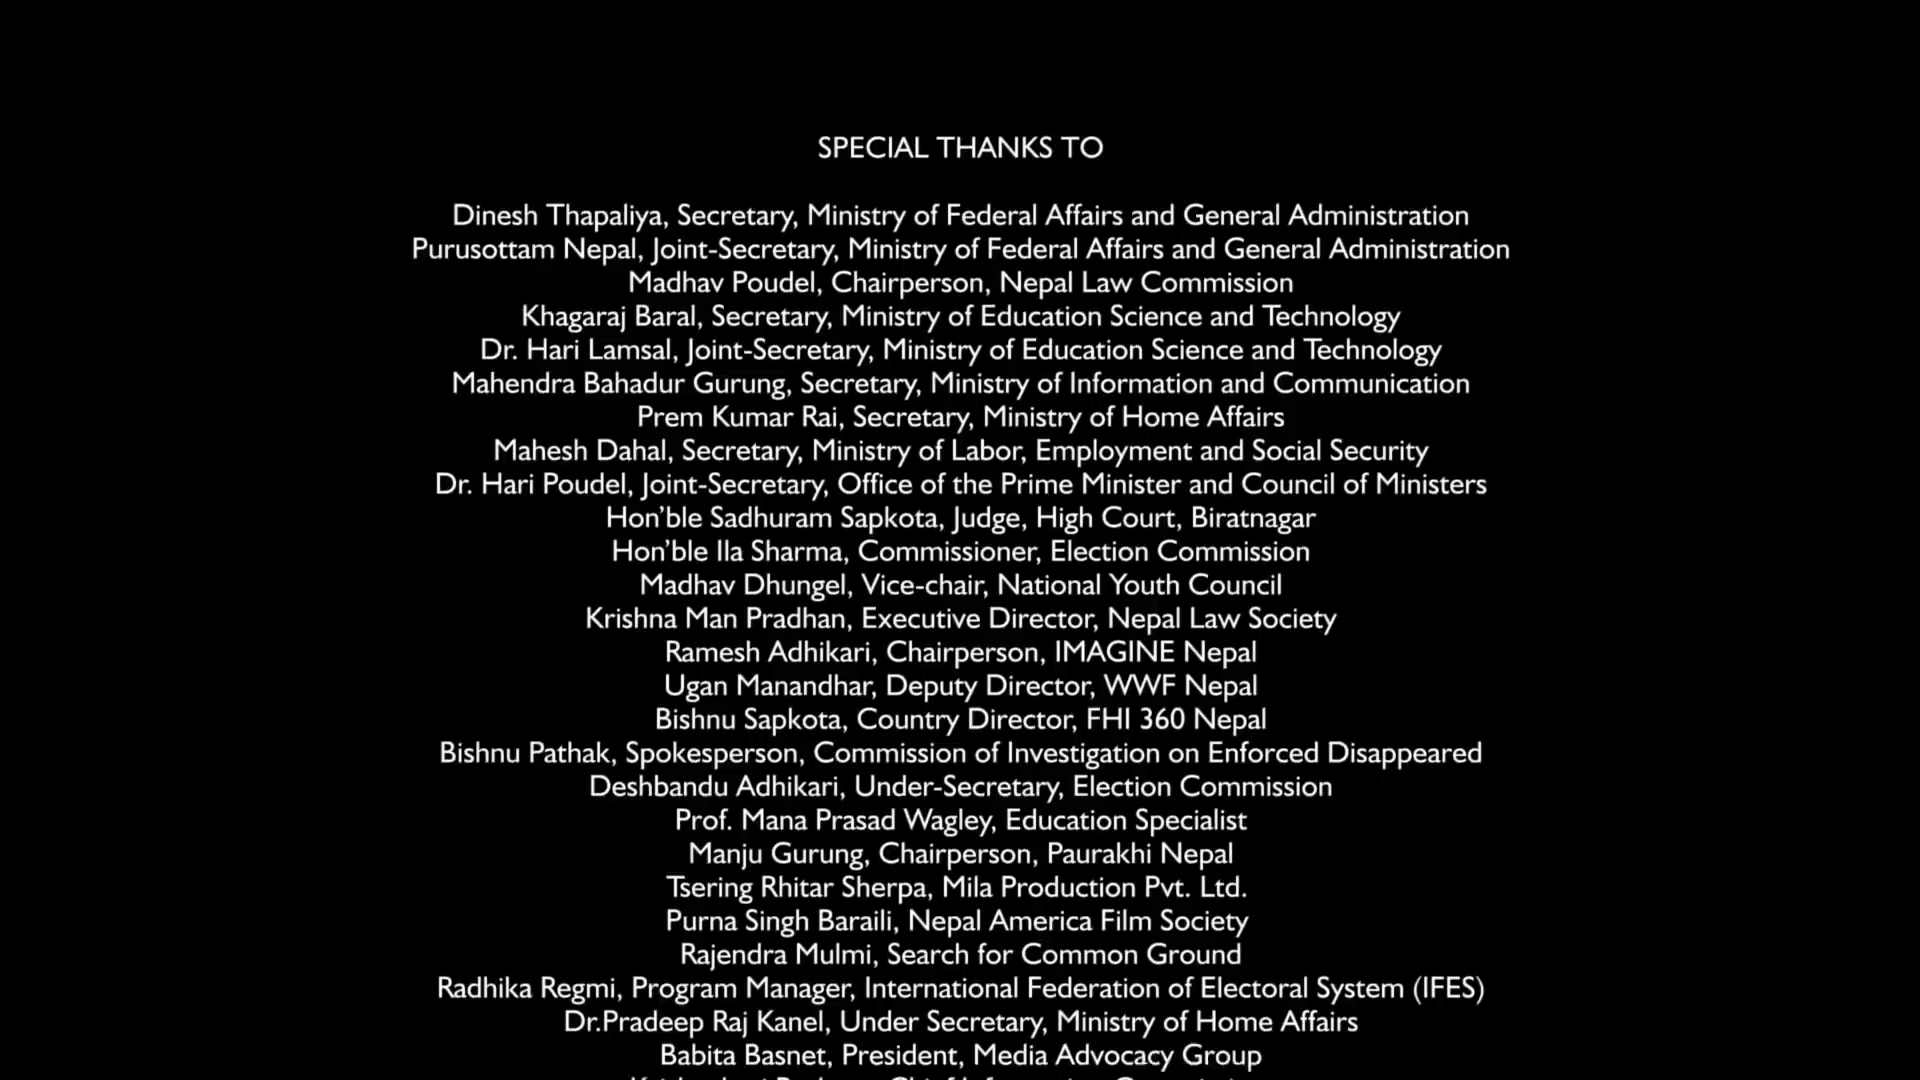 SPECIAL THANKS TO
Dinesh Thapaliya, Secretary, Ministry of Federal Affairs and General Administration
Purusottam Nepal, Joint-Secretary, Ministry of Federal Affairs and General Administration
Madhav Poudel, Chairperson, Nepal Law Commission
Khagaraj Baral, Secretary, Ministry of Education Science and Technology
Dr. Hari Lamsal, Joint-Secretary, Ministry of Education Science and Technology
Mahendra Bahadur Gurung, Secretary, Ministry of Information and Communication
Prem Kumar Rai, Secretary, Ministry of Home Affairs
Mahesh Dahal, Secretary, Ministry of Labor, Employment and Social Security
Dr. Hari Poudel, Joint-Secretary, Office of the Prime Minister and Council of Ministers
Hon’ble Sadhuram Sapkota, Judge, High Court, Biratnagar
Hon’ble Ila Sharma, Commissioner, Election Commission
Madhav Dhungel, Vice-chair, National Youth Council
Krishna Man Pradhan, Executive Director, Nepal Law Society
Ramesh Adhikari, Chairperson, IMAGINE Nepal
Ugan Manandhar, Deputy Director, WWF Nepal
Bishnu Sapkota, Country Director, FHI 360 Nepal
Bishnu Pathak, Spokesperson, Commission of Investigation on Enforced Disappeared
Deshbandu Adhikari, Under-Secretary, Election Commission
Prof. Mana Prasad Wagley, Education Specialist
Manju Gurung, Chairperson, Paurakhi Nepal
Tsering Rhitar Sherpa, Mila Production Pvt. Ltd.
Purna Singh Baraili, Nepal America Film Society
Rajendra Mulmi, Search for Common Ground
Radhika Regmi, Program Manager, International Federation of Electoral System (IFES)
Dr.Pradeep Raj Kanel, Under Secretary, Ministry of Home Affairs
Babita Basnet, President, Media Advocacy Group